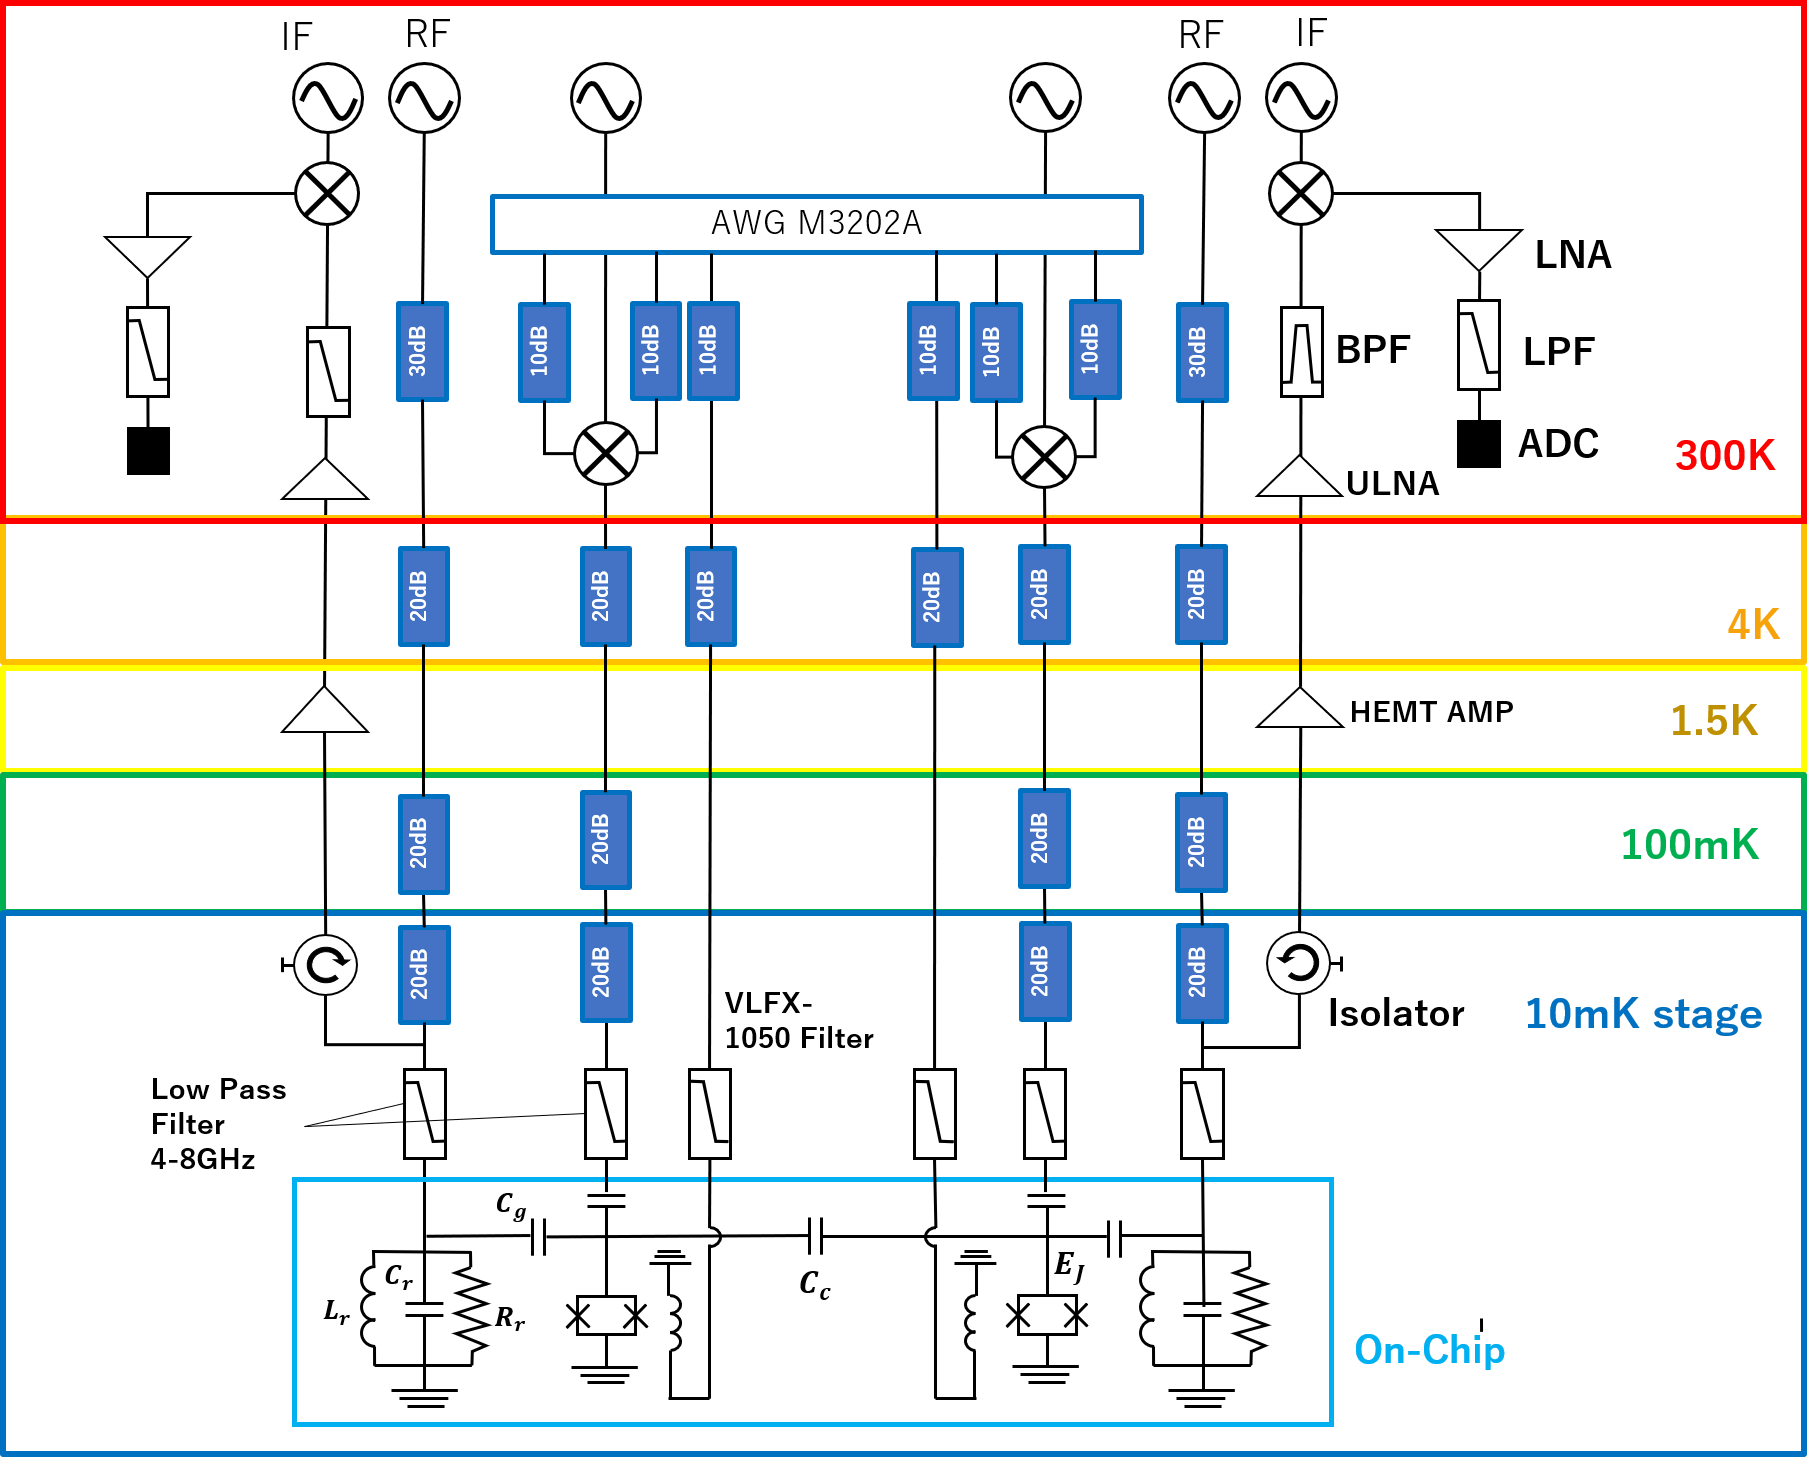 IF
RF
RF
IF
AWG M3202A
LNA
30dB
10dB
10dB
10dB
10dB
10dB
10dB
30dB
BPF
LPF
ADC
300K
ULNA
20dB
20dB
20dB
20dB
20dB
20dB
4K
HEMT AMP
1.5K
20dB
20dB
20dB
20dB
100mK
20dB
20dB
20dB
20dB
VLFX-
1050 Filter
Isolator
10mK stage
Low Pass
Filter
4-8GHz
C_g
C_r
L_r
R_r
C_c
E_J
On-Chip